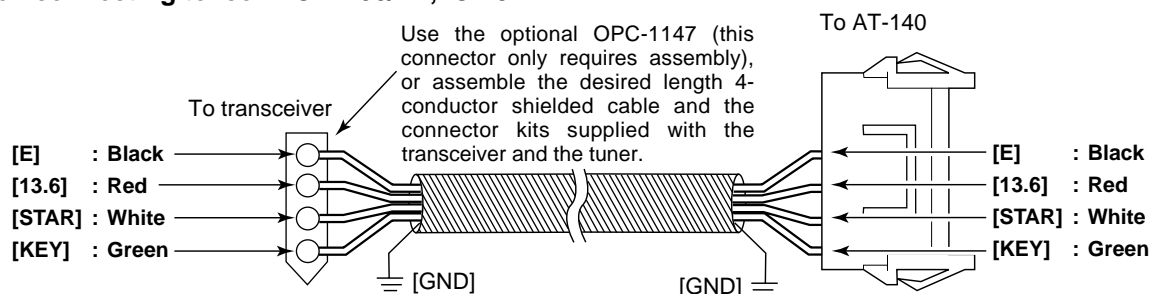 To AT-140
Use the optional OPC-1147 (this
connector only requires assembly),
or assemble the desired length 4-
conductor shielded cable and the
connector kits supplied with the
transceiver and the tuner.
To transceiver
[E] : Black
[13.6] : Red
[STAR] : White
[KEY] : Green
[E] : Black
[13.6] : Red
[STAR] : White
[KEY] : Green
[GND]
[GND]